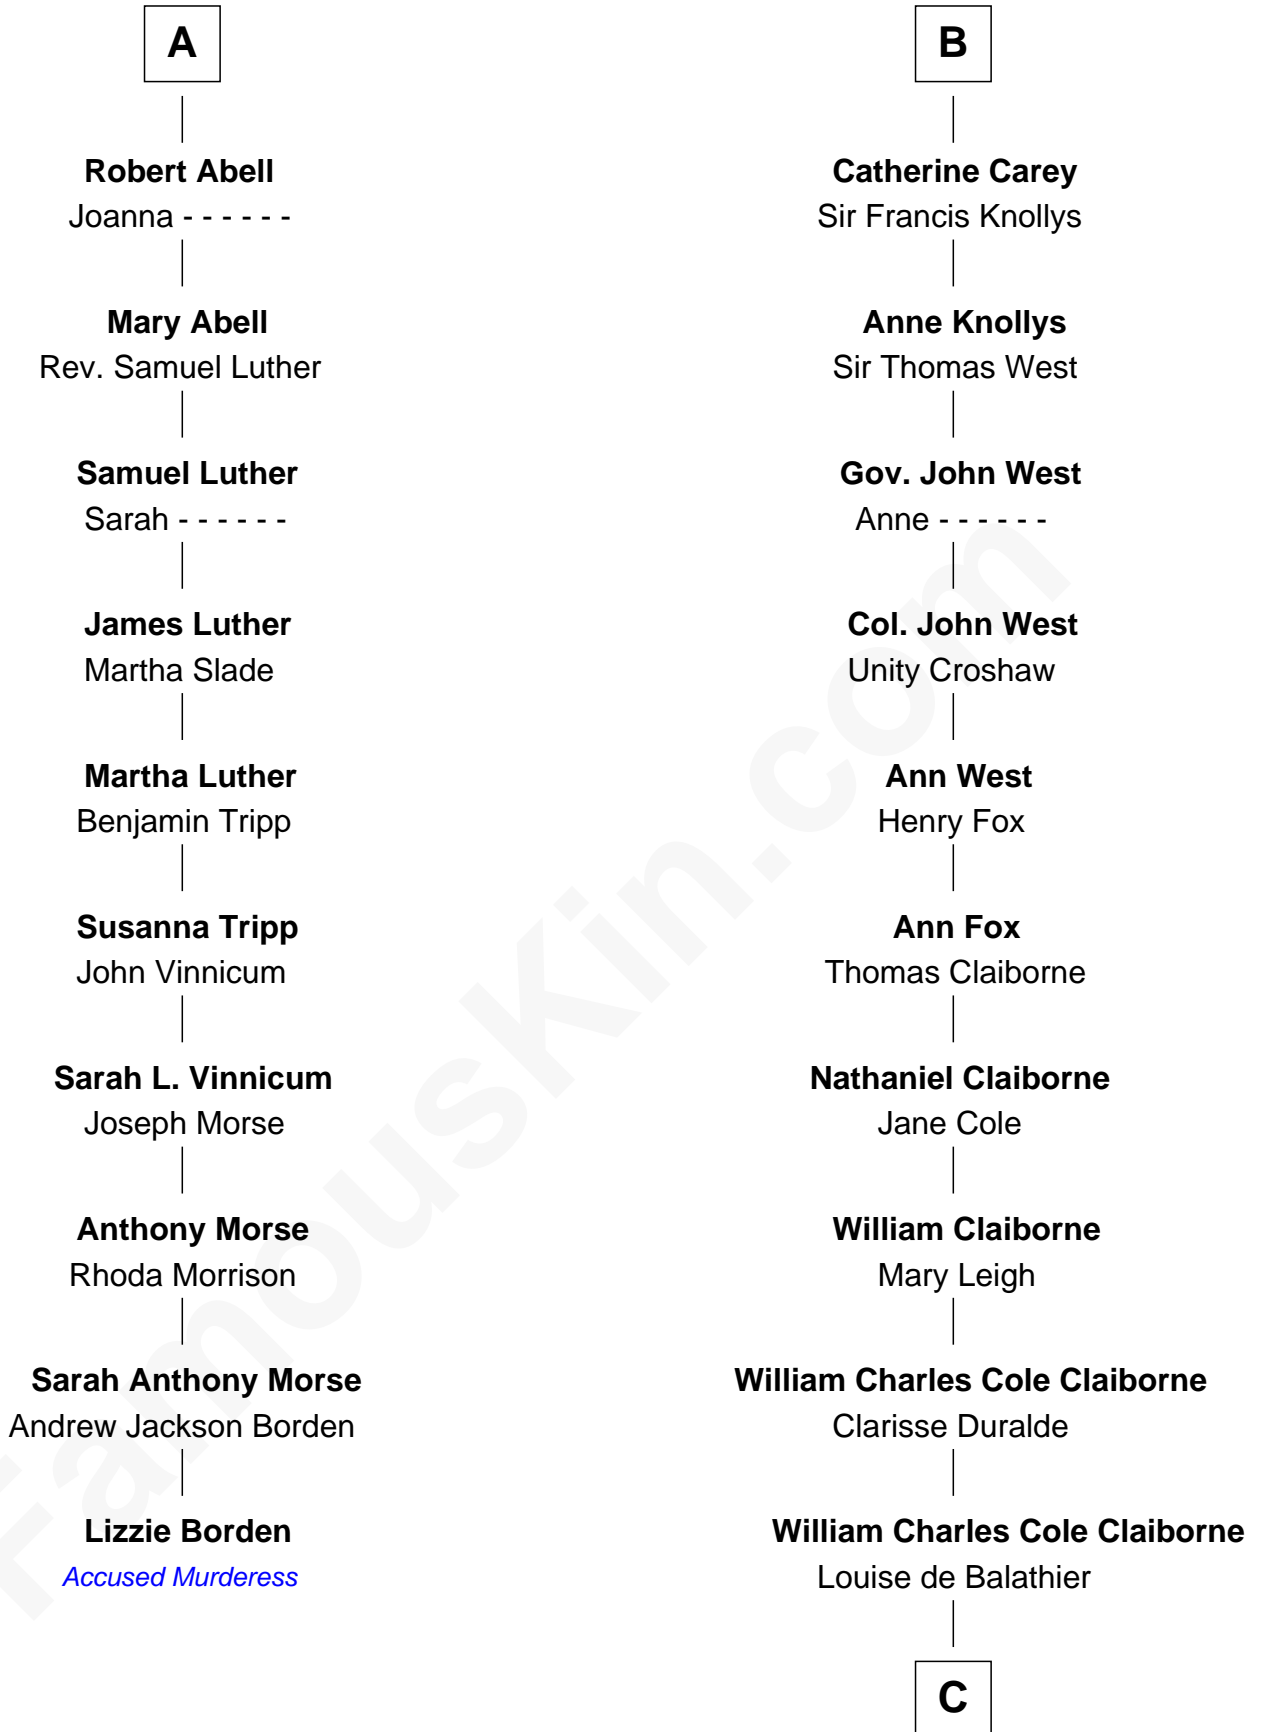 A
Robert Abell
Joanna - - - - - -
Mary Abell
Rev. Samuel Luther
Samuel Luther
Sarah - - - - - -
James Luther
Martha Slade
Martha Luther
Benjamin Tripp
Susanna Tripp
John Vinnicum
Sarah L. Vinnicum
Joseph Morse
Anthony Morse
Rhoda Morrison
Sarah Anthony Morse
Andrew Jackson Borden
Lizzie Borden
Accused Murderess
B
Catherine Carey
Sir Francis Knollys
Anne Knollys
Sir Thomas West
Gov. John West
Anne - - - - - -
Col. John West
Unity Croshaw
Ann West
Henry Fox
Ann Fox
Thomas Claiborne
Nathaniel Claiborne
Jane Cole
William Claiborne
Mary Leigh
William Charles Cole Claiborne
Clarisse Duralde
William Charles Cole Claiborne
Louise de Balathier
C
FamousKin.com